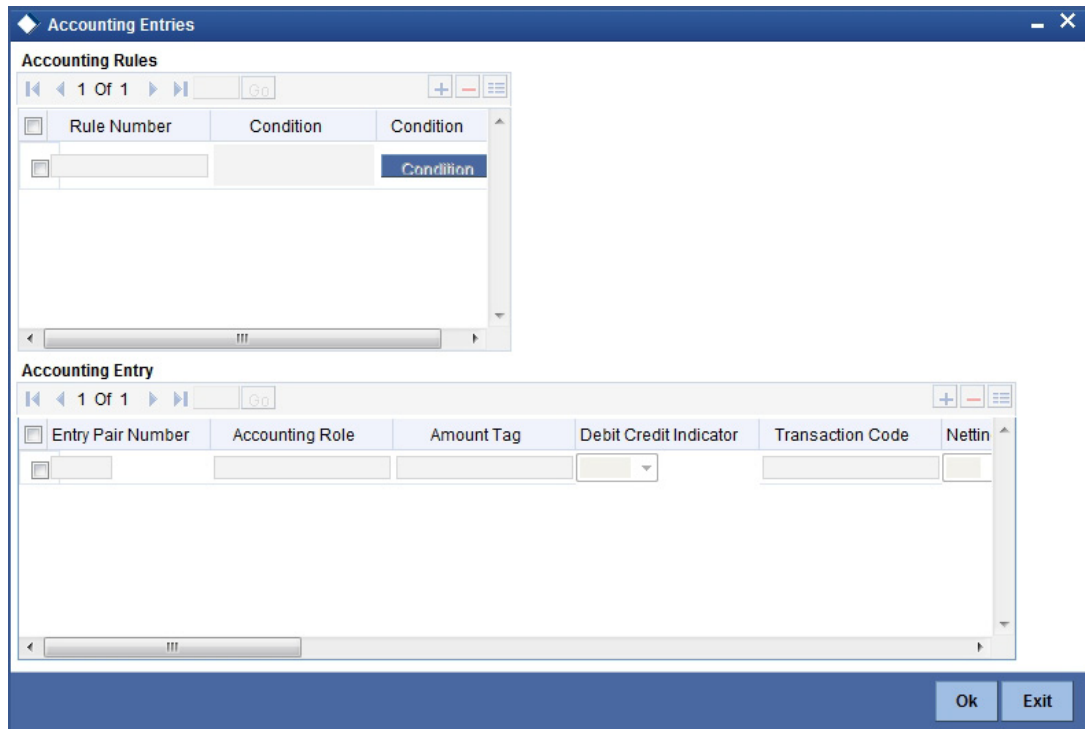 Accounting Entries
Accounting Rules
1 Of 1 Go
Rule Number Condition Condition
Condition
Accounting Entry
1 Of 1 Go
Entry Pair Number Accounting Role Amount Tag Debit Credit Indicator Transaction Code Nettin
Ok Exit